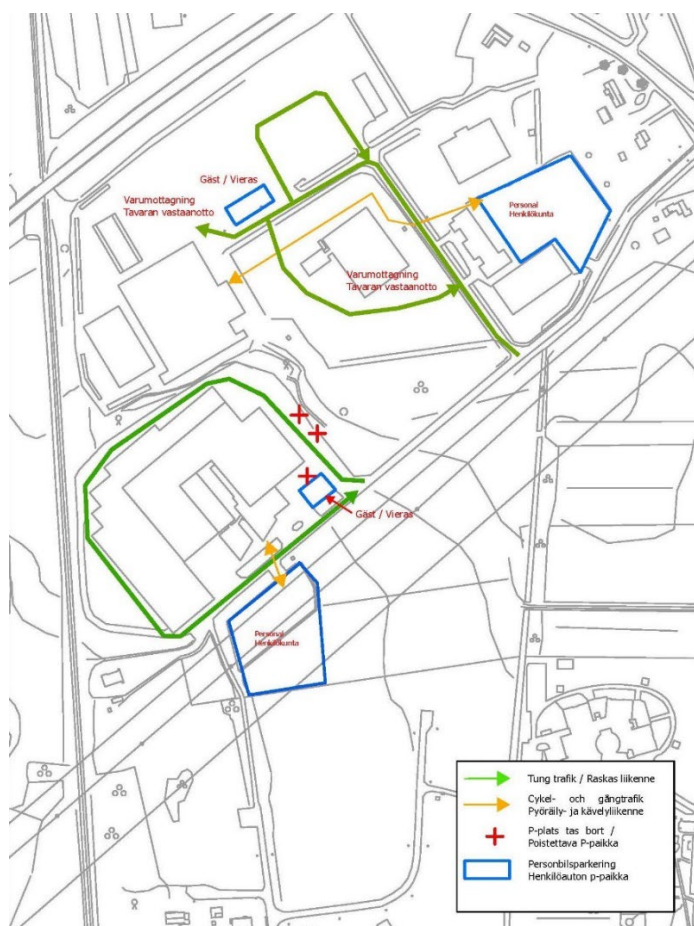 Gäst / Vieras
Varumottagning
Tavaran vastaanotto
Personal
Henkilökunta
Varumottagning
Tavaran vastaanotto
Gäst / Vieras
Personal
Henkilökunta
Tung trafik / Raskas liikenne
Cykel- och gångtrafik
Pyöräily- ja kävelyliikenne
P-plats tas bort /
Poistettava P-paikka
Personbilsparkering
Henkilöauton p-paikka